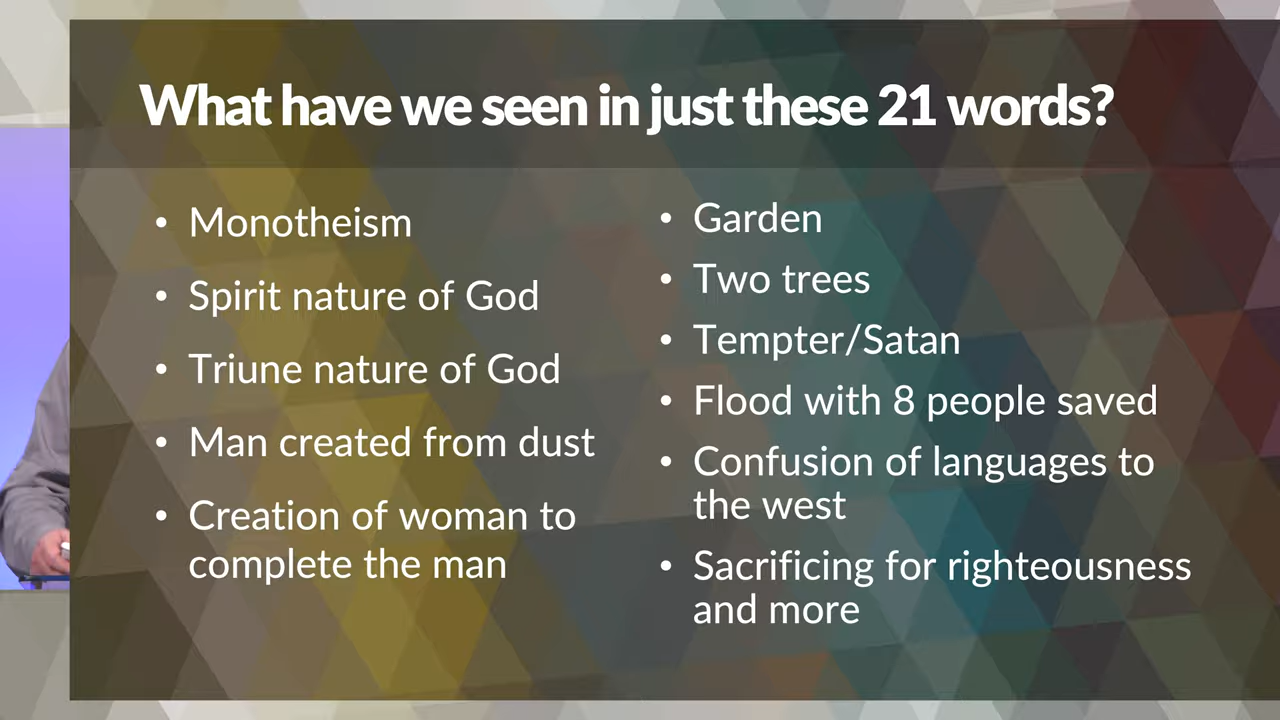 What have we seen in just these 21 words?
• Monotheism
• Spirit nature of God
• Triune nature of God
• Man created from dust
• Creation of woman to
complete the man
• Garden
• Two trees
• Tempter/Satan
• Flood with 8 people saved
• Confusion of languages to
the west
• Sacrificing for righteousness
and more